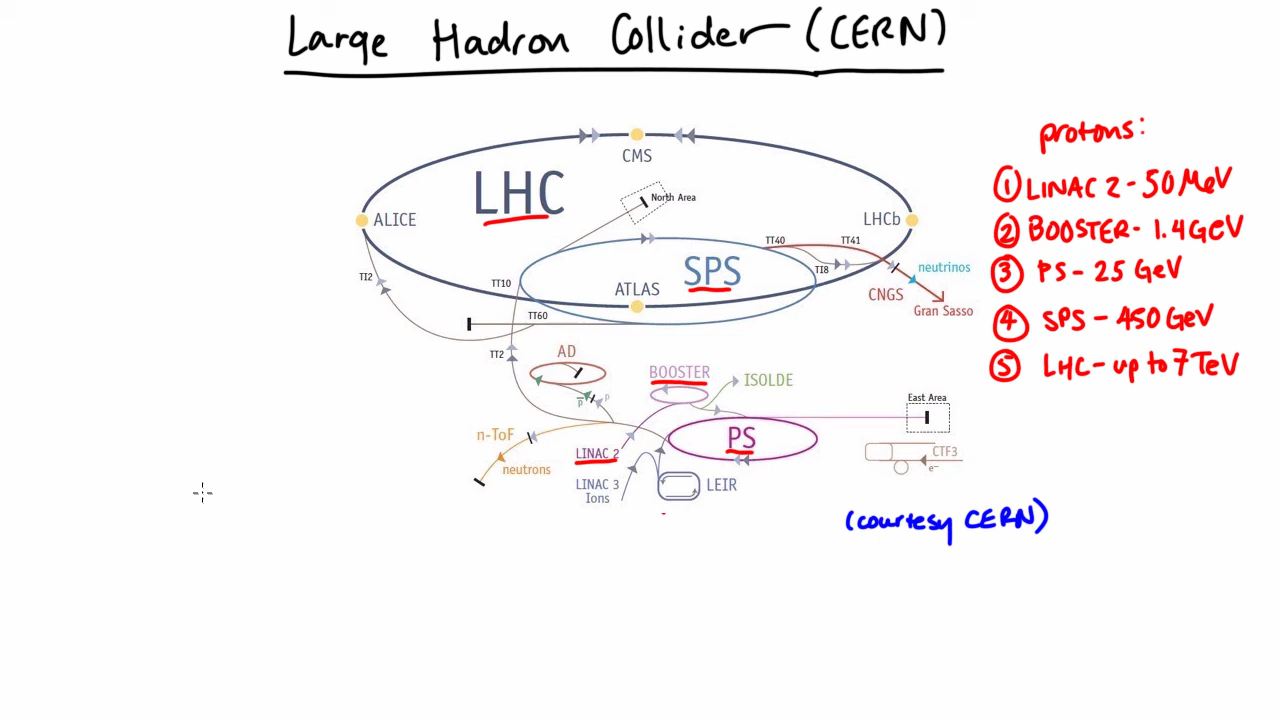 Large Hadron Collider (CERN)
protons:
① LINAC 2 - 50 MeV
② BOOSTER - 1.4 GeV
③ PS - 25 GeV
④ SPS - 450 GeV
⑤ LHC - up to 7 TeV
CMS
LHC
North Area
ALICE
LHCb
TT40
TT41
SPS
TI8
neutrinos
TI2
TT10
ATLAS
CNGS
Gran Sasso
TT60
TT2
AD
BOOSTER
ISOLDE
p̅
p
East Area
n-ToF
LINAC 2
PS
neutrons
CTF3
e⁻
LINAC 3
Ions
LEIR
(courtesy CERN)